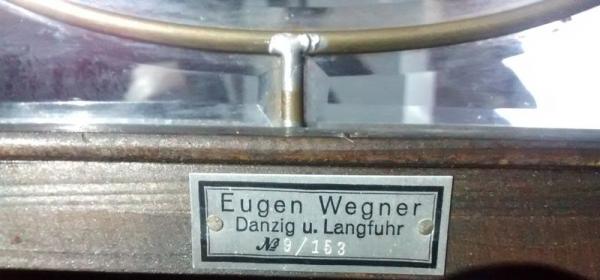 Eugen Wegner
Danzig u. Langfuhr
№ 9/153